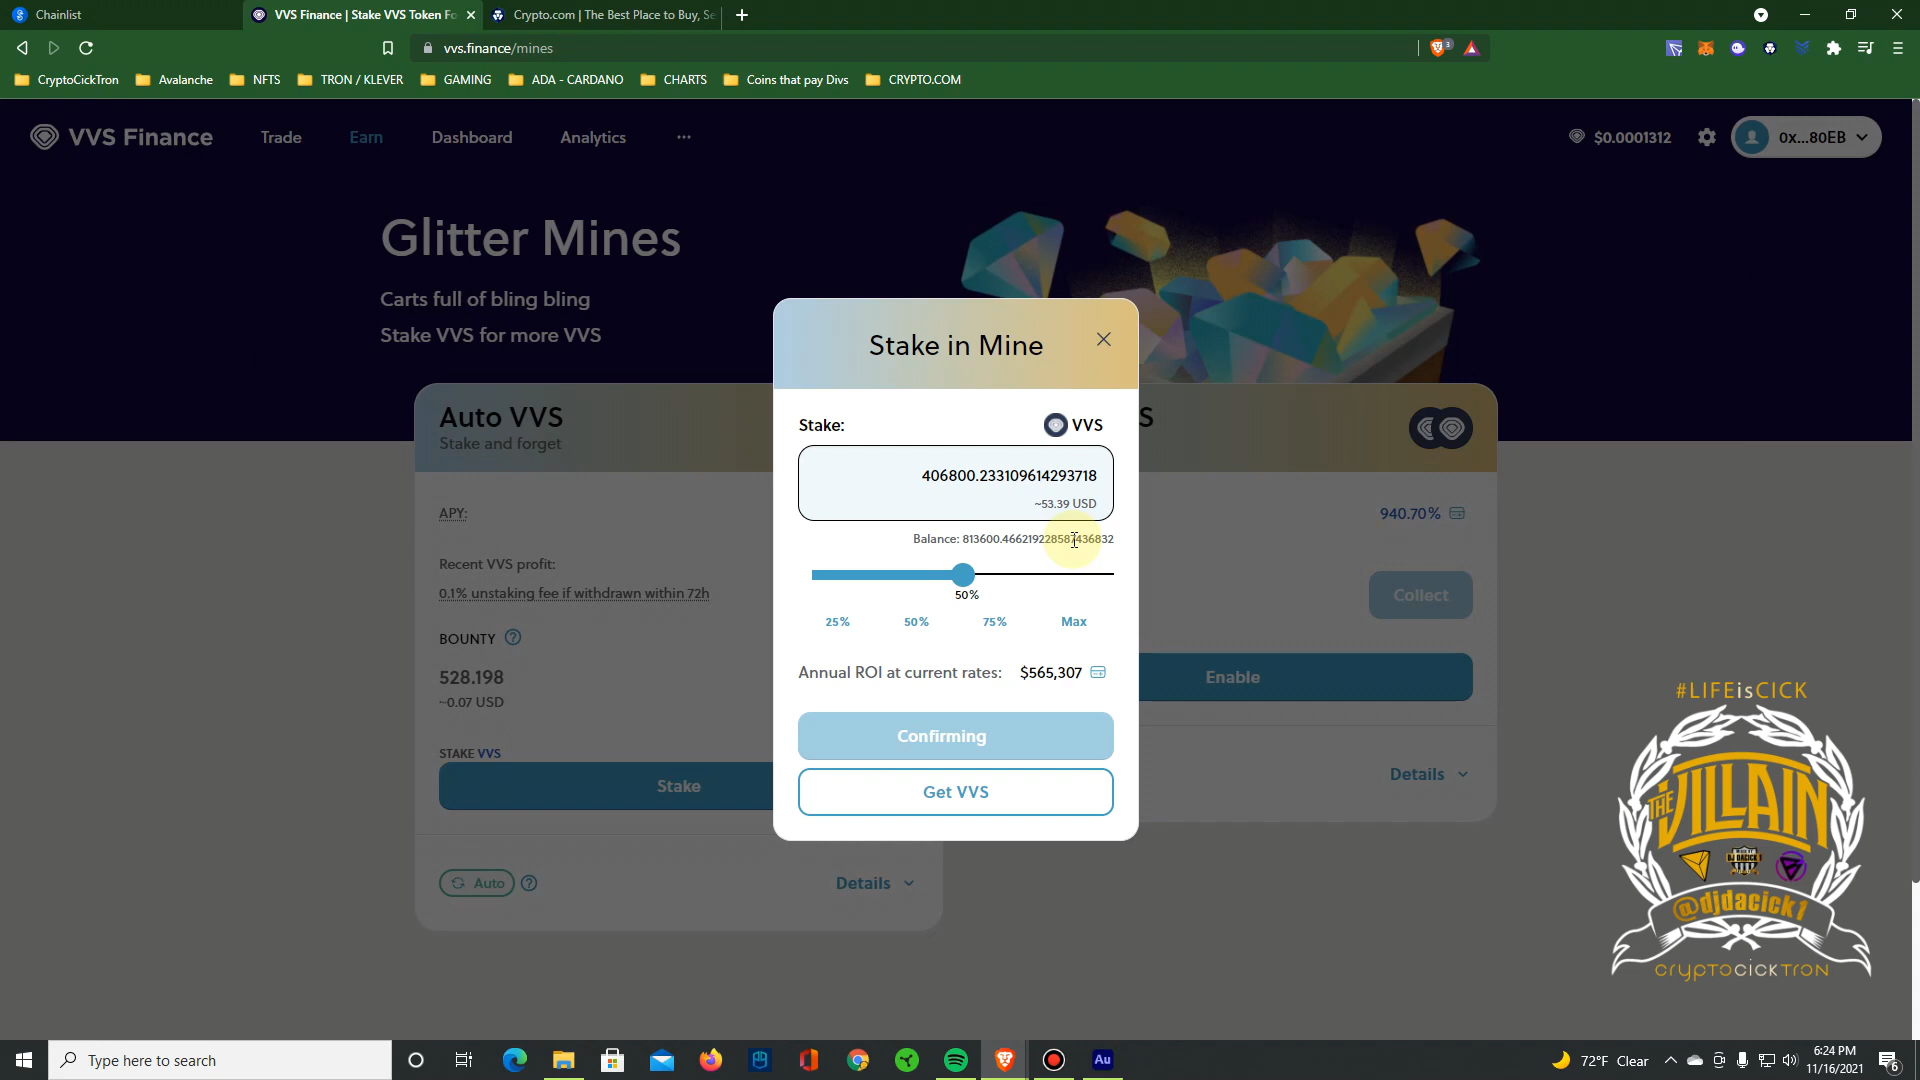 Chainlist
VVS Finance | Stake VVS Token Fo
Crypto.com | The Best Place to Buy, Se
vvs.finance/mines
3
CryptoCickTron
Avalanche
NFTS
TRON / KLEVER
GAMING
ADA - CARDANO
CHARTS
Coins that pay Divs
CRYPTO.COM
VVS Finance
Trade
Earn
Dashboard
Analytics
...
$0.0001312
0x...80EB
Glitter Mines
Carts full of bling bling
Stake VVS for more VVS
Auto VVS
Stake and forget
APY:
Recent VVS profit:
0.1% unstaking fee if withdrawn within 72h
BOUNTY ?
528.198
~0.07 USD
STAKE VVS
Stake
Auto ?
Details
Stake in Mine
Stake:
VVS
406800.233109614293718
~53.39 USD
Balance: 813600.466219228587436832
50%
25%
50%
75%
Max
Annual ROI at current rates: $565,307
Confirming
Get VVS
S
940.70%
Collect
Enable
Details
#LIFEisCICK
THE
VILLAIN
DJ DACICK1
@djdacick1
cryptocicktron
Type here to search
Au
72°F Clear
6:24 PM
11/16/2021
6